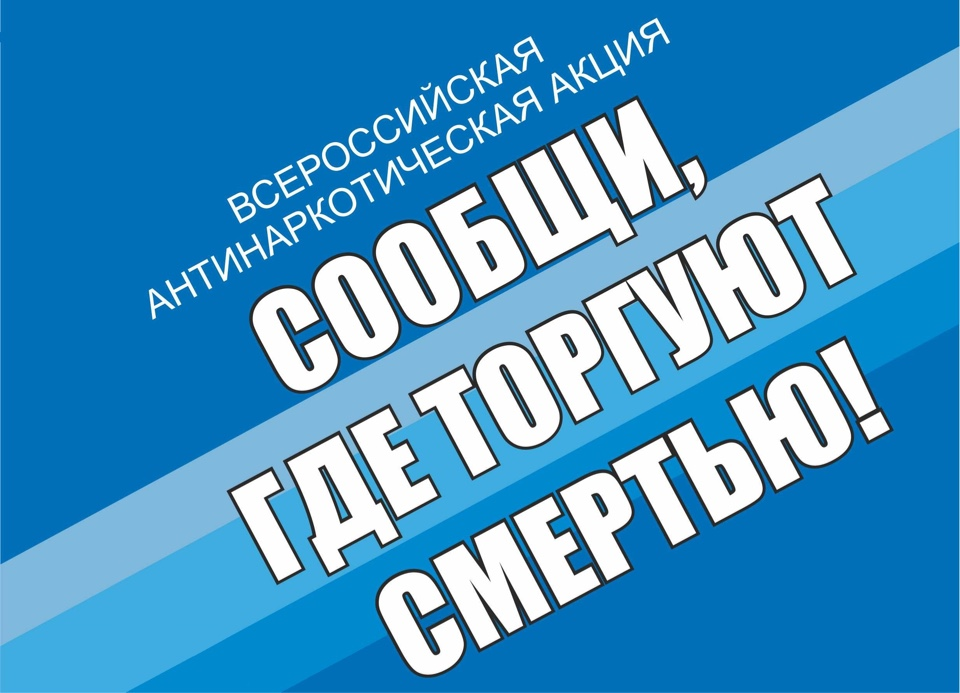 ВСЕРОССИЙСКАЯ
АНТИНАРКОТИЧЕСКАЯ АКЦИЯ
СООБЩИ,
ГДЕ ТОРГУЮТ
СМЕРТЬЮ!